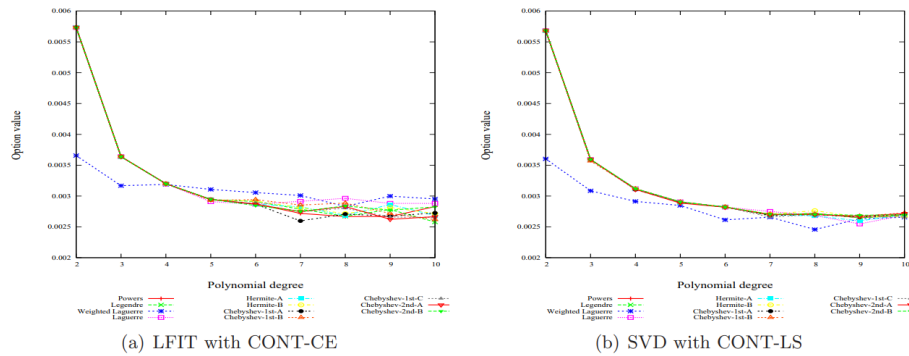 0.006
0.0055
0.005
0.0045
0.004
0.0035
0.003
0.0025
0.002
Option value
2 3 4 5 6 7 8 9 10
Polynomial degree
Powers Hermite-A Chebyshev-1st-C
Legendre Hermite-B Chebyshev-2nd-A
Weighted Laguerre Chebyshev-1st-A Chebyshev-2nd-B
Laguerre Chebyshev-1st-B
(a) LFIT with CONT-CE
0.006
0.0055
0.005
0.0045
0.004
0.0035
0.003
0.0025
0.002
Option value
2 3 4 5 6 7 8 9 10
Polynomial degree
Powers Hermite-A Chebyshev-1st-C
Legendre Hermite-B Chebyshev-2nd-A
Weighted Laguerre Chebyshev-1st-A Chebyshev-2nd-B
Laguerre Chebyshev-1st-B
(b) SVD with CONT-LS